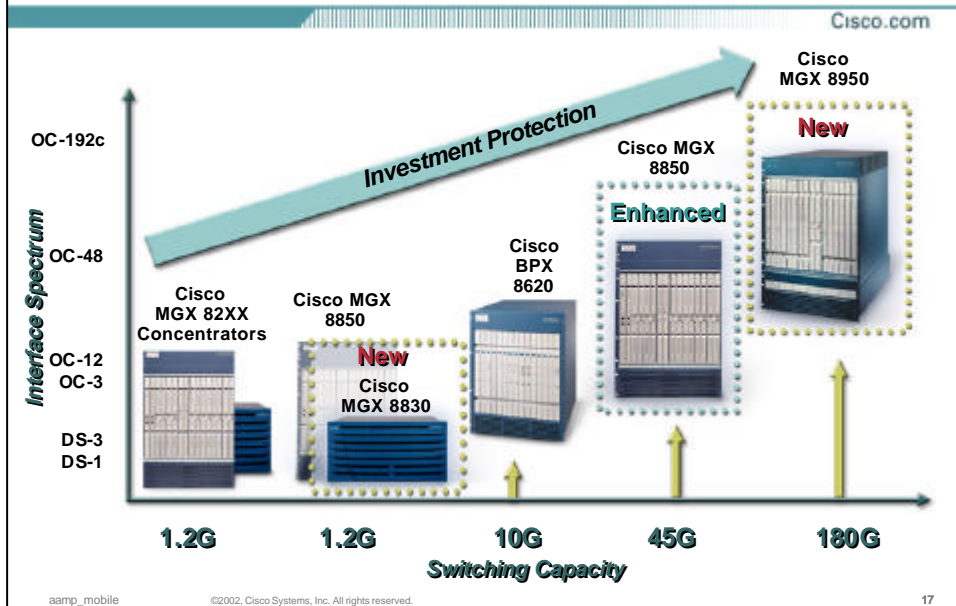 Cisco.com
Cisco
MGX 8950
New
Investment Protection
OC-192c
Cisco MGX
8850
Enhanced
Interface Spectrum
OC-48
Cisco
BPX
8620
Cisco
MGX 82XX
Concentrators
Cisco MGX
8850
New
Cisco
MGX 8830
OC-12
OC-3
DS-3
DS-1
1.2G
1.2G
10G
45G
180G
Switching Capacity
aamp_mobile
©2002, Cisco Systems, Inc. All rights reserved.
17